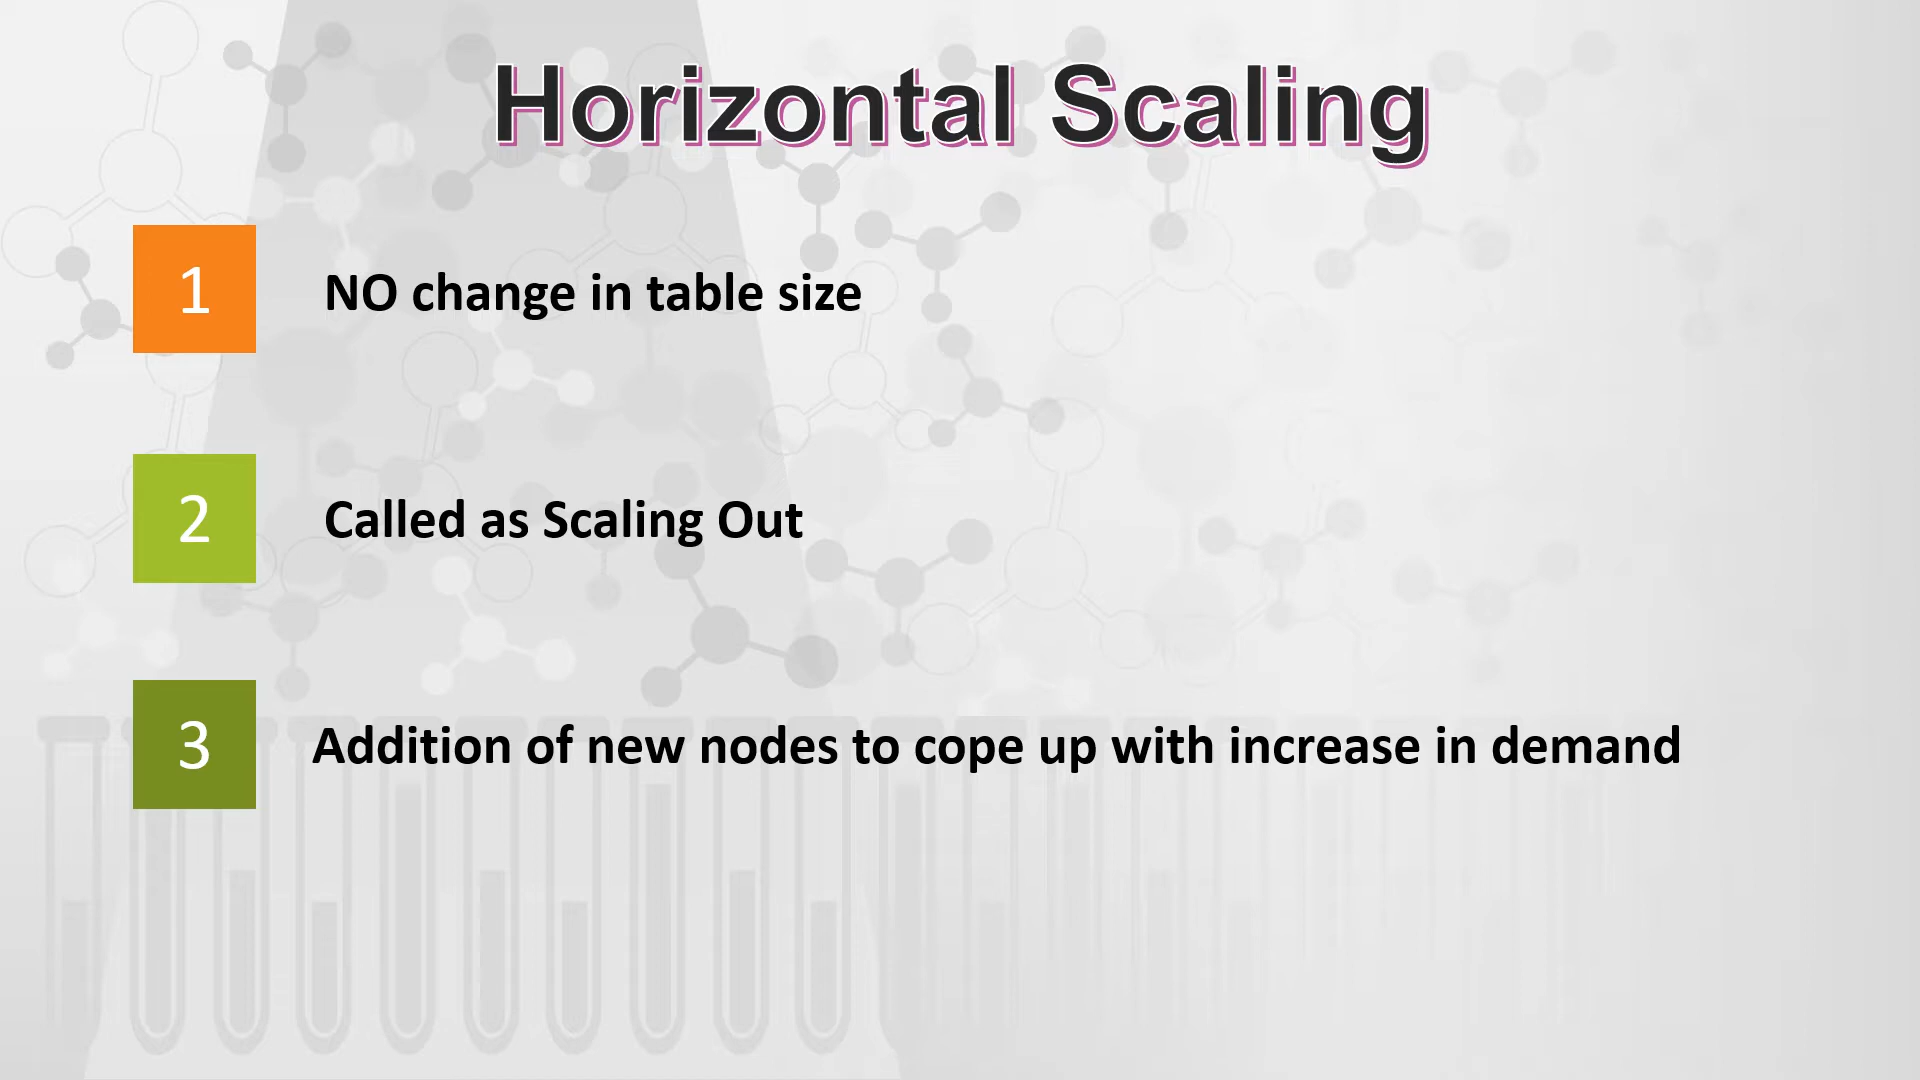 Horizontal Scaling
1 NO change in table size
2 Called as Scaling Out
3 Addition of new nodes to cope up with increase in demand